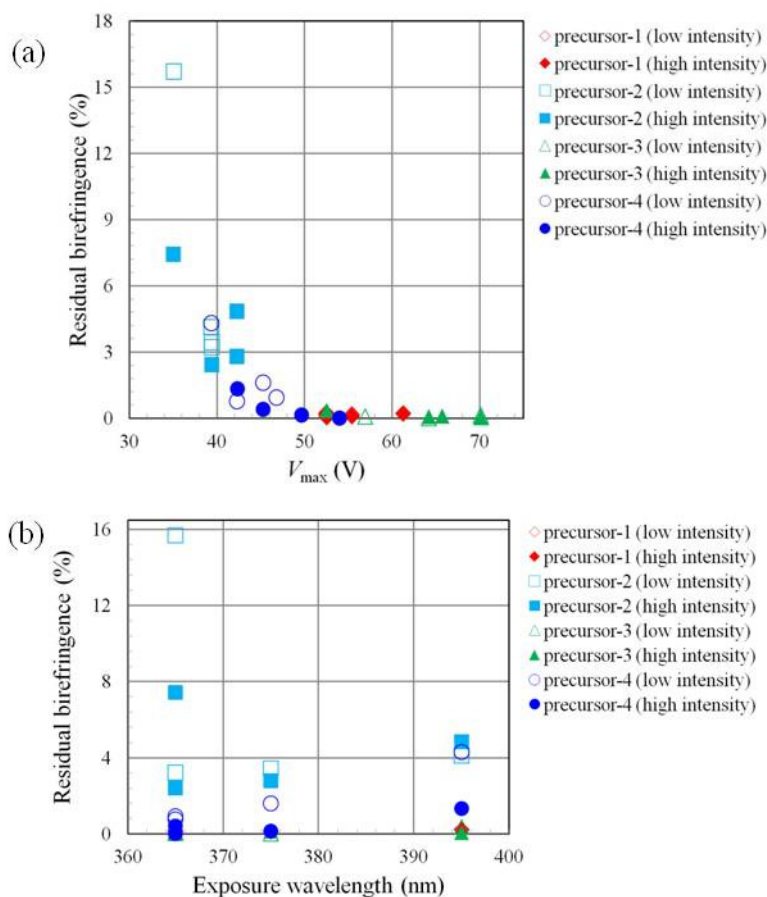 (a)
Residual birefringence (%)
18
15
12
9
6
3
0
30 40 50 60 70
Vmax (V)
precursor-1 (low intensity)
precursor-1 (high intensity)
precursor-2 (low intensity)
precursor-2 (high intensity)
precursor-3 (low intensity)
precursor-3 (high intensity)
precursor-4 (low intensity)
precursor-4 (high intensity)
(b)
Residual birefringence (%)
16
12
8
4
0
360 370 380 390 400
Exposure wavelength (nm)
precursor-1 (low intensity)
precursor-1 (high intensity)
precursor-2 (low intensity)
precursor-2 (high intensity)
precursor-3 (low intensity)
precursor-3 (high intensity)
precursor-4 (low intensity)
precursor-4 (high intensity)